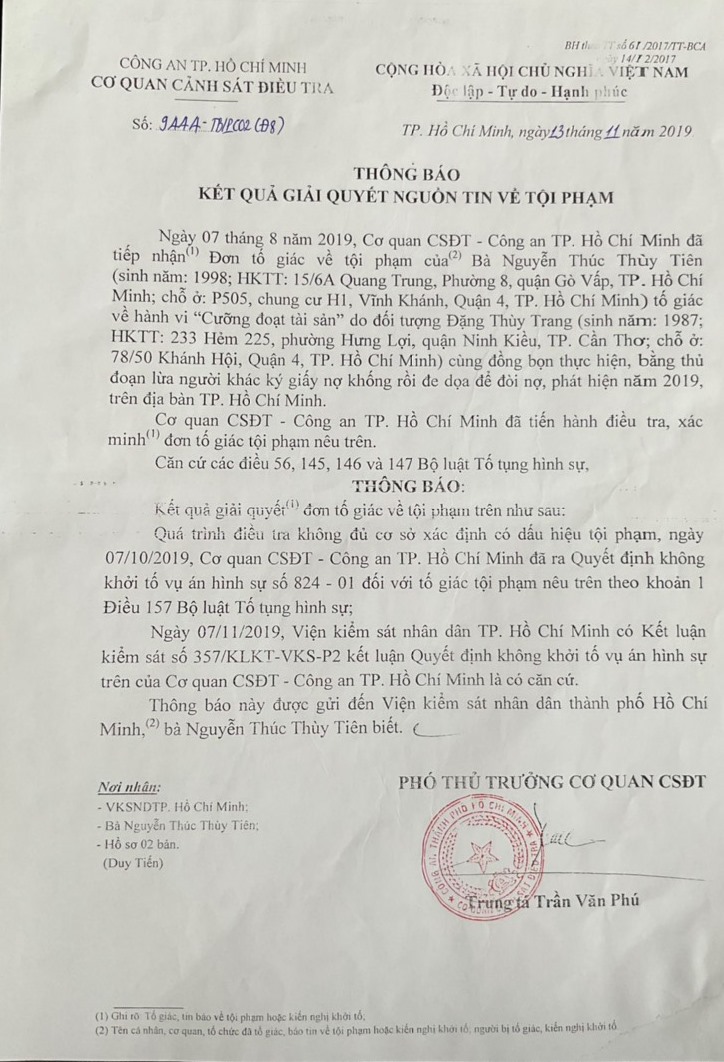 BH th TT số 61 /2017/TT-BCA
14/12/2017
CÔNG AN TP. HỒ CHÍ MINH
CƠ QUAN CẢNH SÁT ĐIỀU TRA
CỘNG HÒA XÃ HỘI CHỦ NGHĨA VIỆT NAM
Độc lập - Tự do - Hạnh phúc
Số: 9AAA-TB/PC02 (Đ8)
TP. Hồ Chí Minh, ngày 13 tháng 11 năm 2019
THÔNG BÁO
KẾT QUẢ GIẢI QUYẾT NGUỒN TIN VỀ TỘI PHẠM
Ngày 07 tháng 8 năm 2019, Cơ quan CSĐT - Công an TP. Hồ Chí Minh đã
tiếp nhận(1) Đơn tố giác về tội phạm của(2) Bà Nguyễn Thúc Thùy Tiên
(sinh năm: 1998; HKTT: 15/6A Quang Trung, Phường 8, quận Gò Vấp, TP. Hồ Chí
Minh; chỗ ở: P505, chung cư H1, Vĩnh Khánh, Quận 4, TP. Hồ Chí Minh) tố giác
về hành vi “Cưỡng đoạt tài sản” do đối tượng Đặng Thùy Trang (sinh năm: 1987;
HKTT: 233 Hẻm 225, phường Hưng Lợi, quận Ninh Kiều, TP. Cần Thơ; chỗ ở:
78/50 Khánh Hội, Quận 4, TP. Hồ Chí Minh) cùng đồng bọn thực hiện, bằng thủ
đoạn lừa người khác ký giấy nợ khống rồi đe dọa để đòi nợ, phát hiện năm 2019,
trên địa bàn TP. Hồ Chí Minh.
Cơ quan CSĐT - Công an TP. Hồ Chí Minh đã tiến hành điều tra, xác
minh(1) đơn tố giác tội phạm nêu trên.
Căn cứ các điều 56, 145, 146 và 147 Bộ luật Tố tụng hình sự,
THÔNG BÁO:
Kết quả giải quyết(1) đơn tố giác về tội phạm trên như sau:
Quá trình điều tra không đủ cơ sở xác định có dấu hiệu tội phạm, ngày
07/10/2019, Cơ quan CSĐT - Công an TP. Hồ Chí Minh đã ra Quyết định không
khởi tố vụ án hình sự số 824 - 01 đối với tố giác tội phạm nêu trên theo khoản 1
Điều 157 Bộ luật Tố tụng hình sự;
Ngày 07/11/2019, Viện kiểm sát nhân dân TP. Hồ Chí Minh có Kết luận
kiểm sát số 357/KLKT-VKS-P2 kết luận Quyết định không khởi tố vụ án hình sự
trên của Cơ quan CSĐT - Công an TP. Hồ Chí Minh là có căn cứ.
Thông báo này được gửi đến Viện kiểm sát nhân dân thành phố Hồ Chí
Minh,(2) bà Nguyễn Thúc Thùy Tiên biết.
Nơi nhận:
- VKSNDTP. Hồ Chí Minh;
- Bà Nguyễn Thúc Thùy Tiên;
- Hồ sơ 02 bản.
(Duy Tiến)
PHÓ THỦ TRƯỞNG CƠ QUAN CSĐT
CÔNG AN THÀNH PHỐ HỒ CHÍ MINH
Trung tá Trần Văn Phú
(1) Ghi rõ: Tố giác, tin báo về tội phạm hoặc kiến nghị khởi tố;
(2) Tên cá nhân, cơ quan, tổ chức đã tố giác, báo tin về tội phạm hoặc kiến nghị khởi tố, người bị tố giác, kiến nghị khởi tố